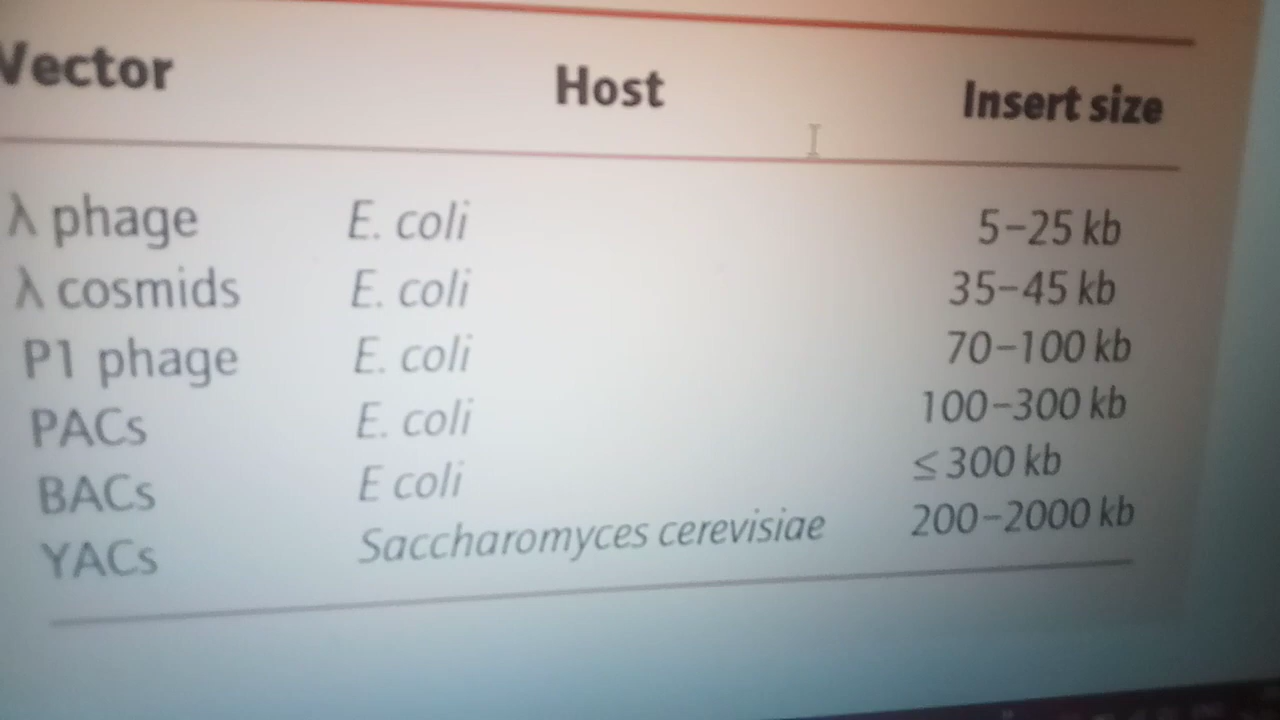 Vector Host Insert size
λ phage E. coli 5–25 kb
λ cosmids E. coli 35–45 kb
P1 phage E. coli 70–100 kb
PACs E. coli 100–300 kb
BACs E coli ≤ 300 kb
YACs Saccharomyces cerevisiae 200–2000 kb